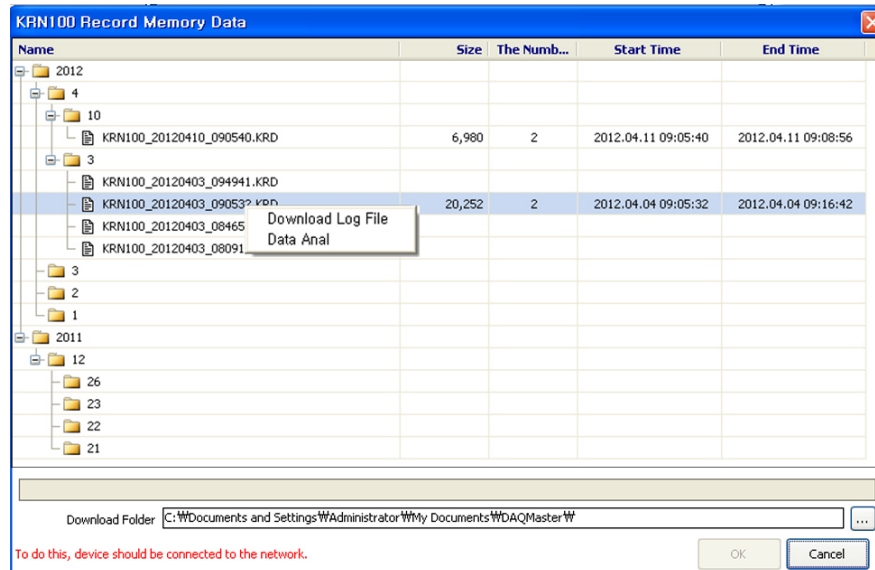 KRN100 Record Memory Data
Name Size The Numb... Start Time End Time
2012
4
10
KRN100_20120410_090540.KRD 6,980 2 2012.04.11 09:05:40 2012.04.11 09:08:56
3
KRN100_20120403_094941.KRD
KRN100_20120403_090532.KRD 20,252 2 2012.04.04 09:05:32 2012.04.04 09:16:42
Download Log File
KRN100_20120403_08465
Data Anal
KRN100_20120403_08091
3
2
1
2011
12
26
23
22
21
Download Folder C:₩Documents and Settings₩Administrator₩My Documents₩DAQMaster₩ ...
To do this, device should be connected to the network. OK Cancel